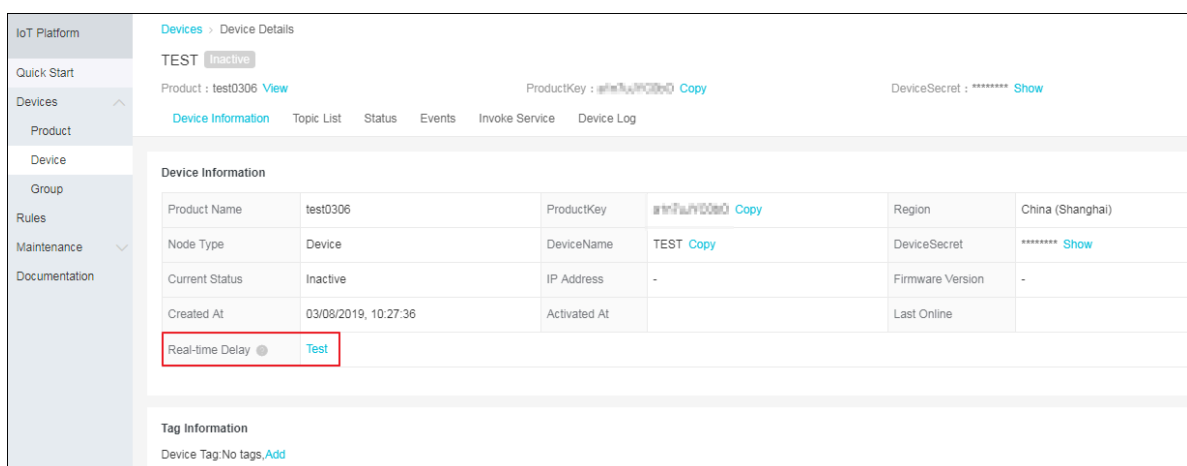 IoT Platform
Quick Start
Devices
Product
Device
Group
Rules
Maintenance
Documentation
Devices > Device Details
TEST Inactive
Product : test0306 View ProductKey : Copy DeviceSecret : ******** Show
Device Information Topic List Status Events Invoke Service Device Log
Device Information
Product Name test0306 ProductKey Copy Region China (Shanghai)
Node Type Device DeviceName TEST Copy DeviceSecret ******** Show
Current Status Inactive IP Address - Firmware Version -
Created At 03/08/2019, 10:27:36 Activated At Last Online
Real-time Delay Test
Tag Information
Device Tag:No tags,Add